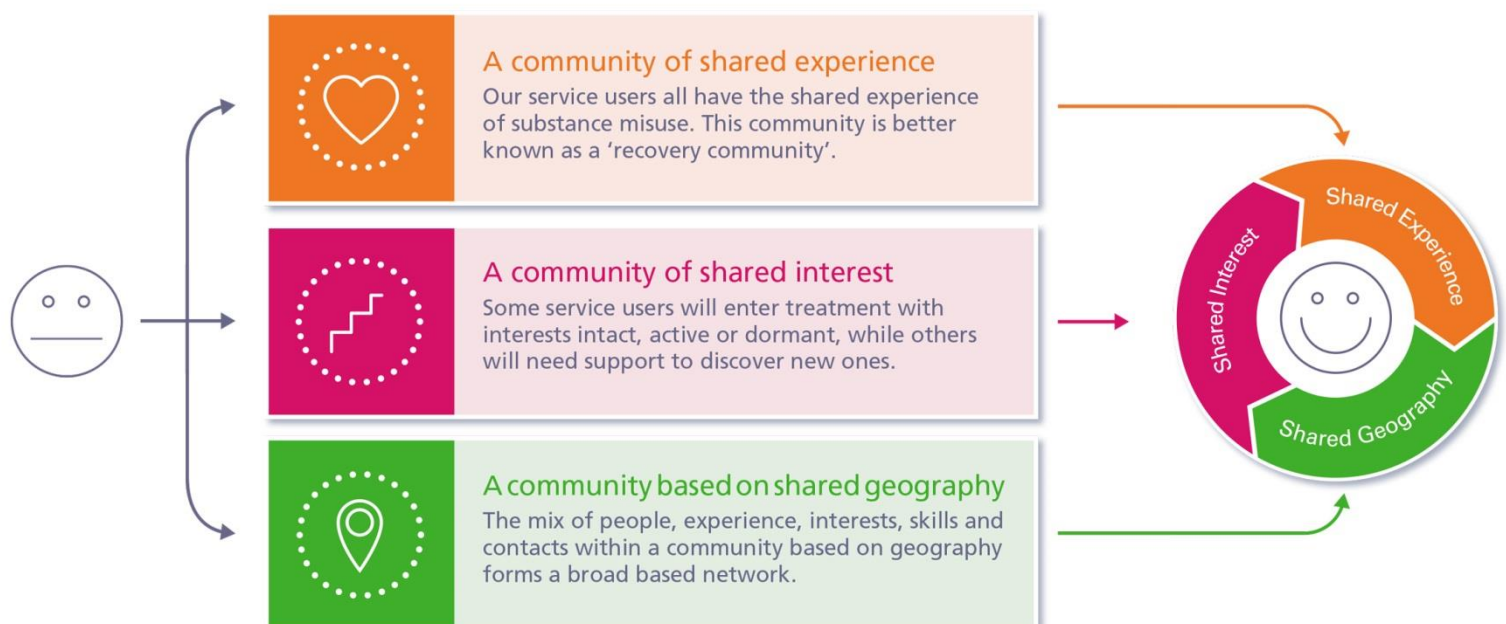 A community of shared experience
Our service users all have the shared experience
of substance misuse. This community is better
known as a ‘recovery community’.
A community of shared interest
Some service users will enter treatment with
interests intact, active or dormant, while others
will need support to discover new ones.
A community based on shared geography
The mix of people, experience, interests, skills and
contacts within a community based on geography
forms a broad based network.
Shared Experience
Shared Interest
Shared Geography